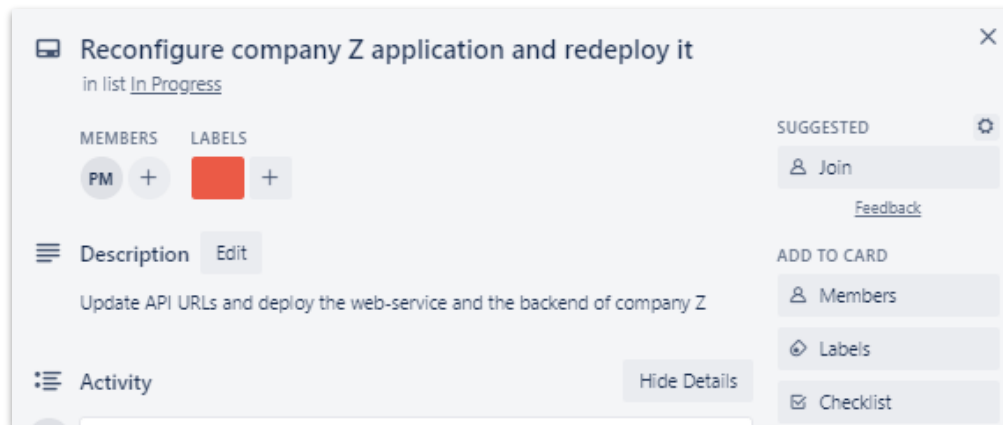 Reconfigure company Z application and redeploy it
in list In Progress
MEMBERS LABELS
PM
Description Edit
Update API URLs and deploy the web-service and the backend of company Z
Activity Hide Details
SUGGESTED
Join
Feedback
ADD TO CARD
Members
Labels
Checklist